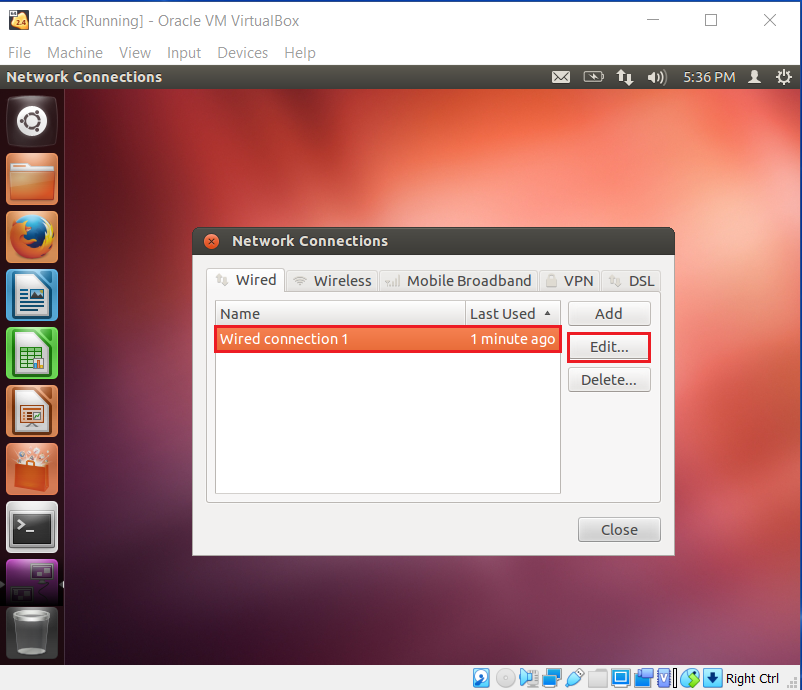 Attack [Running] - Oracle VM VirtualBox
File Machine View Input Devices Help
Network Connections 5:36 PM
Network Connections
Wired Wireless Mobile Broadband VPN DSL
Name Last Used Add
Wired connection 1 1 minute ago Edit...
Delete...
Close
Right Ctrl